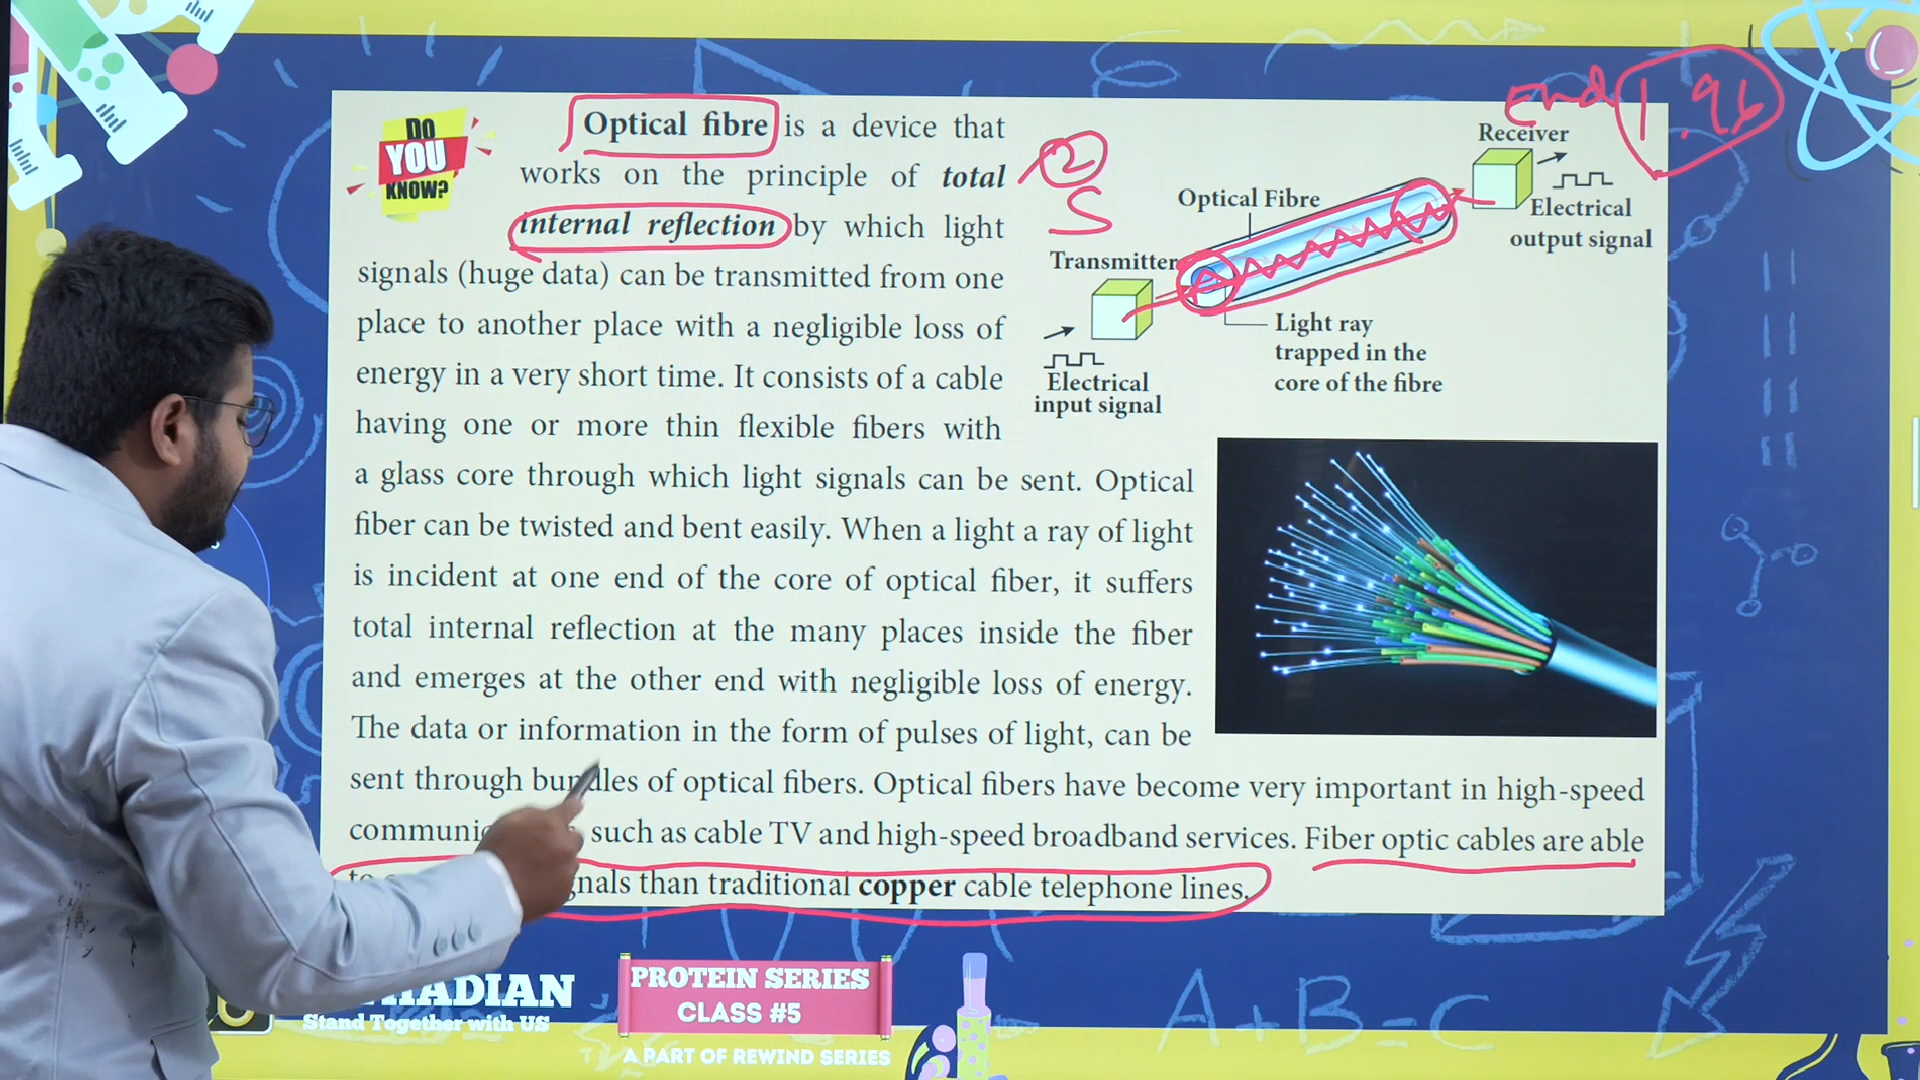 DO
YOU
KNOW?
Optical fibre is a device that
works on the principle of total
internal reflection by which light
signals (huge data) can be transmitted from one
place to another place with a negligible loss of
energy in a very short time. It consists of a cable
having one or more thin flexible fibers with
a glass core through which light signals can be sent. Optical
fiber can be twisted and bent easily. When a light a ray of light
is incident at one end of the core of optical fiber, it suffers
total internal reflection at the many places inside the fiber
and emerges at the other end with negligible loss of energy.
The data or information in the form of pulses of light, can be
sent through bundles of optical fibers. Optical fibers have become very important in high-speed
such as cable TV and high-speed broadband services. Fiber optic cables are able
than traditional copper cable telephone lines.
2
S
End 1.96
Receiver
Optical Fibre
Electrical
output signal
Transmitter
Light ray
trapped in the
core of the fibre
Electrical
input signal
Stand Together with US
PROTEIN SERIES
CLASS #5
A PART OF REWIND SERIES
A+B=C